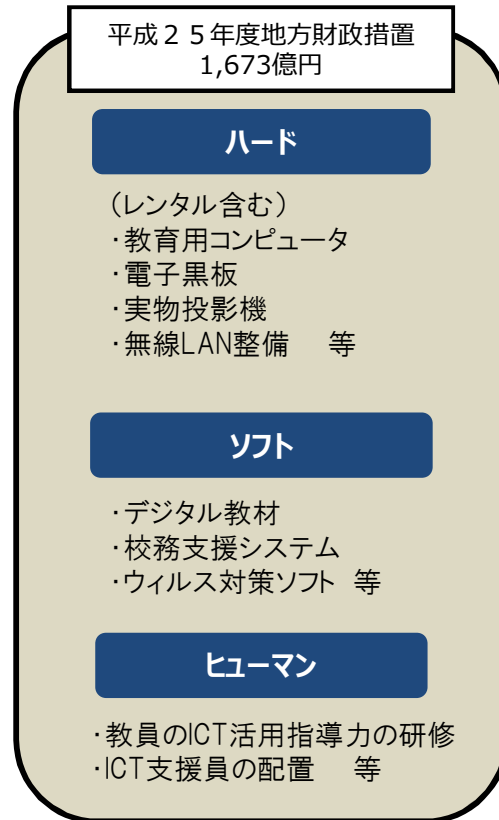 平成２５年度地方財政措置
1,673億円
ハード
（レンタル含む）
・教育用コンピュータ
・電子黒板
・実物投影機
・無線LAN整備　等
ソフト
・デジタル教材
・校務支援システム
・ウィルス対策ソフト 等
ヒューマン
・教員のICT活用指導力の研修
・ICT支援員の配置　等